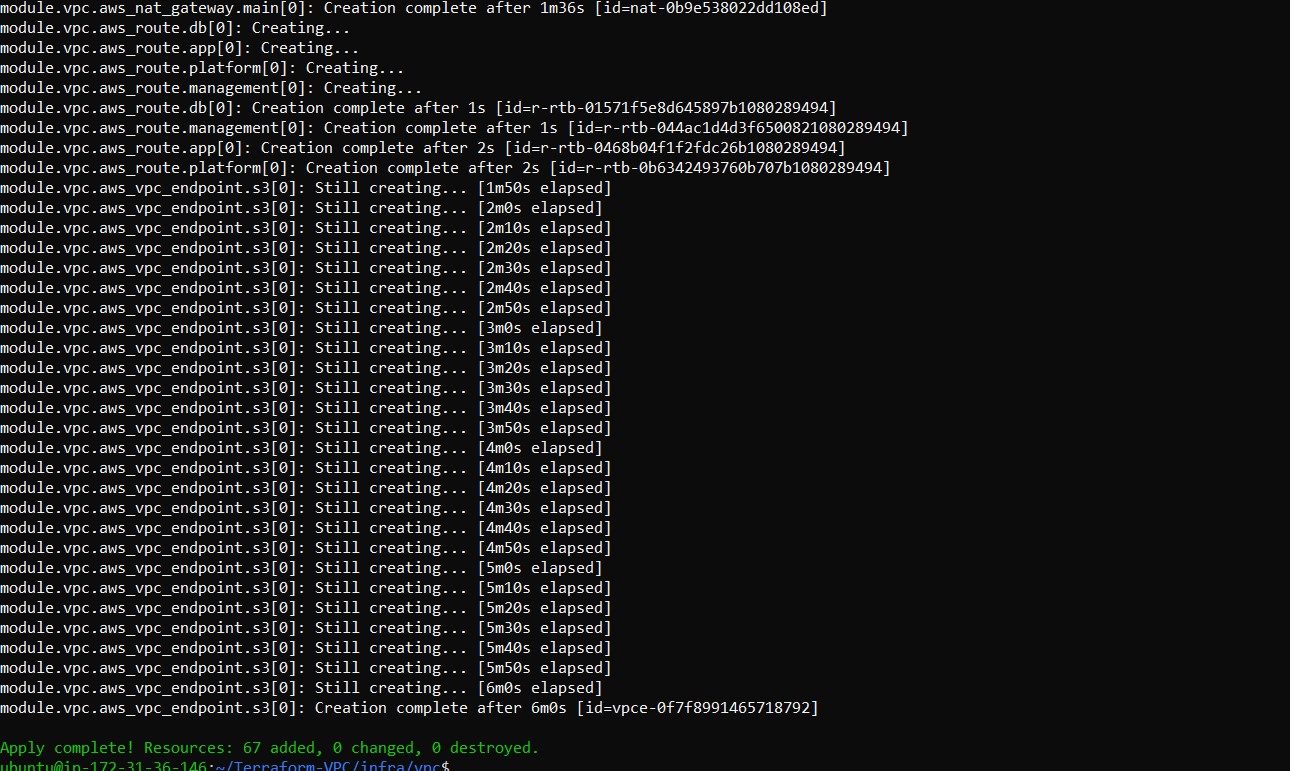 module.vpc.aws_nat_gateway.main[0]: Creation complete after 1m36s [id=nat-0b9e538022dd108ed]
module.vpc.aws_route.db[0]: Creating...
module.vpc.aws_route.app[0]: Creating...
module.vpc.aws_route.platform[0]: Creating...
module.vpc.aws_route.management[0]: Creating...
module.vpc.aws_route.db[0]: Creation complete after 1s [id=r-rtb-01571f5e8d645897b1080289494]
module.vpc.aws_route.management[0]: Creation complete after 1s [id=r-rtb-044ac1d4d3f6500821080289494]
module.vpc.aws_route.app[0]: Creation complete after 2s [id=r-rtb-0468b04f1f2fdc26b1080289494]
module.vpc.aws_route.platform[0]: Creation complete after 2s [id=r-rtb-0b6342493760b707b1080289494]
module.vpc.aws_vpc_endpoint.s3[0]: Still creating... [1m50s elapsed]
module.vpc.aws_vpc_endpoint.s3[0]: Still creating... [2m0s elapsed]
module.vpc.aws_vpc_endpoint.s3[0]: Still creating... [2m10s elapsed]
module.vpc.aws_vpc_endpoint.s3[0]: Still creating... [2m20s elapsed]
module.vpc.aws_vpc_endpoint.s3[0]: Still creating... [2m30s elapsed]
module.vpc.aws_vpc_endpoint.s3[0]: Still creating... [2m40s elapsed]
module.vpc.aws_vpc_endpoint.s3[0]: Still creating... [2m50s elapsed]
module.vpc.aws_vpc_endpoint.s3[0]: Still creating... [3m0s elapsed]
module.vpc.aws_vpc_endpoint.s3[0]: Still creating... [3m10s elapsed]
module.vpc.aws_vpc_endpoint.s3[0]: Still creating... [3m20s elapsed]
module.vpc.aws_vpc_endpoint.s3[0]: Still creating... [3m30s elapsed]
module.vpc.aws_vpc_endpoint.s3[0]: Still creating... [3m40s elapsed]
module.vpc.aws_vpc_endpoint.s3[0]: Still creating... [3m50s elapsed]
module.vpc.aws_vpc_endpoint.s3[0]: Still creating... [4m0s elapsed]
module.vpc.aws_vpc_endpoint.s3[0]: Still creating... [4m10s elapsed]
module.vpc.aws_vpc_endpoint.s3[0]: Still creating... [4m20s elapsed]
module.vpc.aws_vpc_endpoint.s3[0]: Still creating... [4m30s elapsed]
module.vpc.aws_vpc_endpoint.s3[0]: Still creating... [4m40s elapsed]
module.vpc.aws_vpc_endpoint.s3[0]: Still creating... [4m50s elapsed]
module.vpc.aws_vpc_endpoint.s3[0]: Still creating... [5m0s elapsed]
module.vpc.aws_vpc_endpoint.s3[0]: Still creating... [5m10s elapsed]
module.vpc.aws_vpc_endpoint.s3[0]: Still creating... [5m20s elapsed]
module.vpc.aws_vpc_endpoint.s3[0]: Still creating... [5m30s elapsed]
module.vpc.aws_vpc_endpoint.s3[0]: Still creating... [5m40s elapsed]
module.vpc.aws_vpc_endpoint.s3[0]: Still creating... [5m50s elapsed]
module.vpc.aws_vpc_endpoint.s3[0]: Still creating... [6m0s elapsed]
module.vpc.aws_vpc_endpoint.s3[0]: Creation complete after 6m0s [id=vpce-0f7f8991465718792]
Apply complete! Resources: 67 added, 0 changed, 0 destroyed.
ubuntu@ip-172-31-36-146:~/Terraform-VPC/infra/vpc$